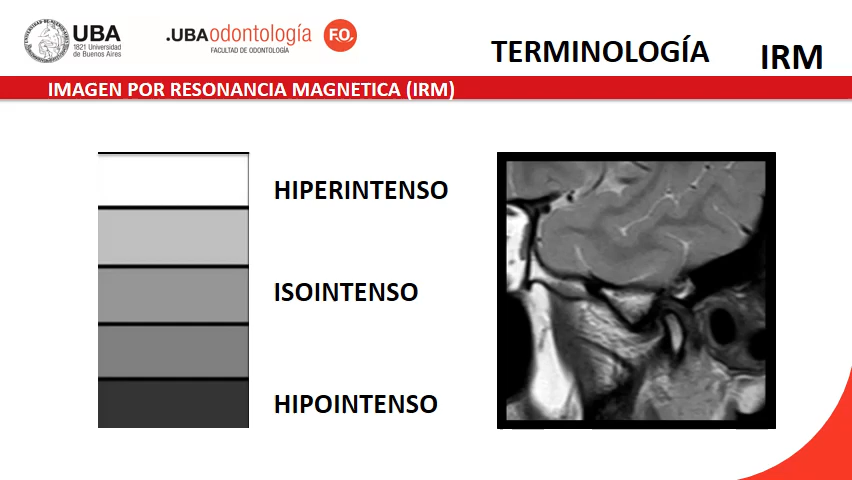 UBA
1821 Universidad
de Buenos Aires
.UBAodontología
FACULTAD DE ODONTOLOGÍA
F.O.
TERMINOLOGÍA
IRM
IMAGEN POR RESONANCIA MAGNETICA (IRM)
HIPERINTENSO
ISOINTENSO
HIPOINTENSO